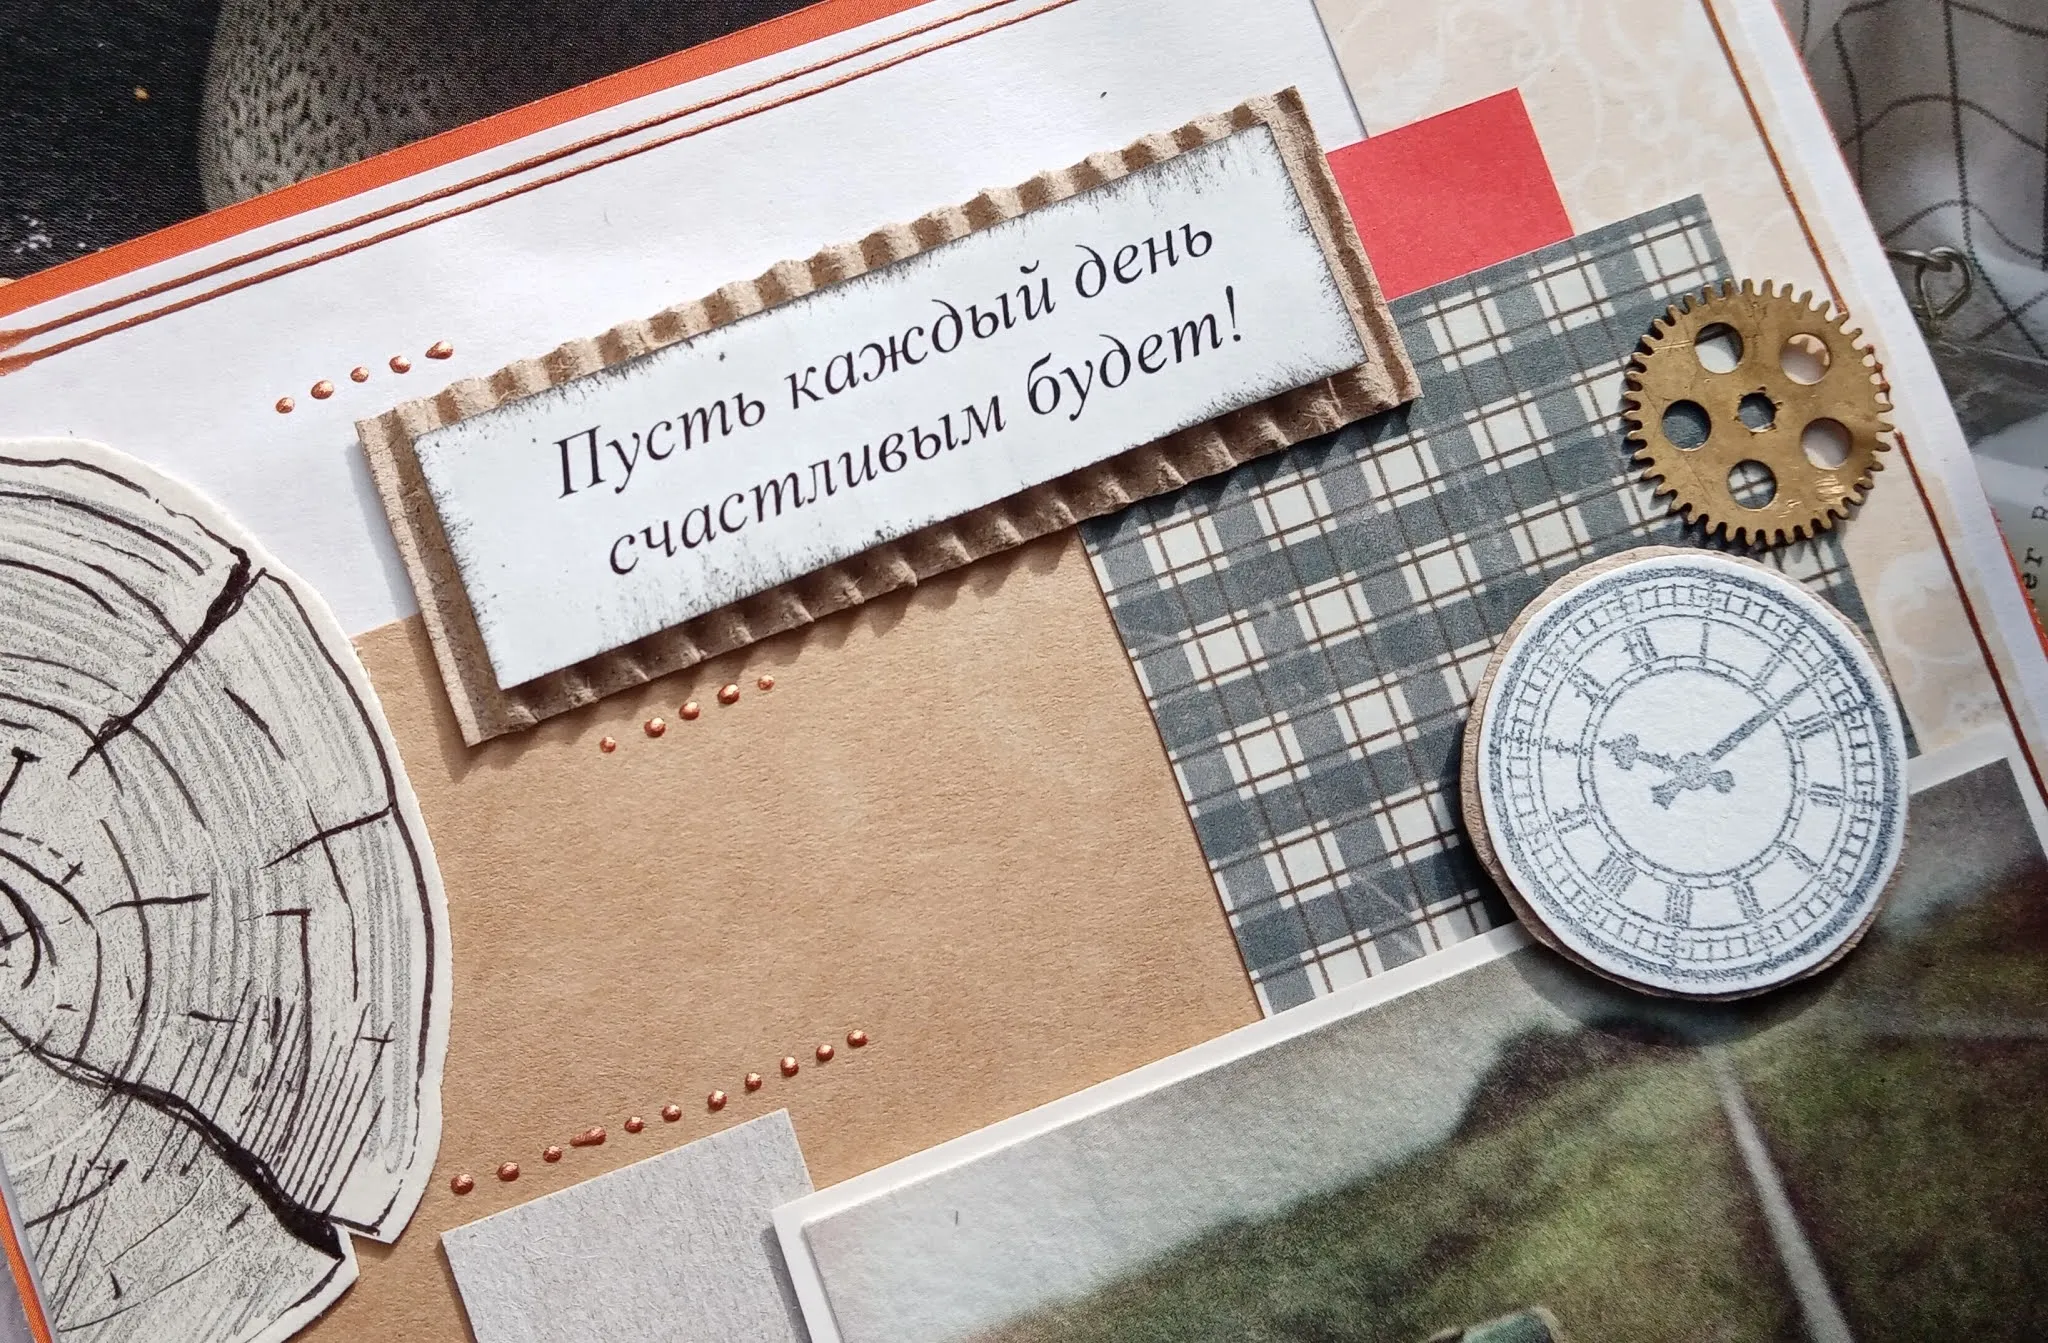 Пусть каждый день
счастливым будет!